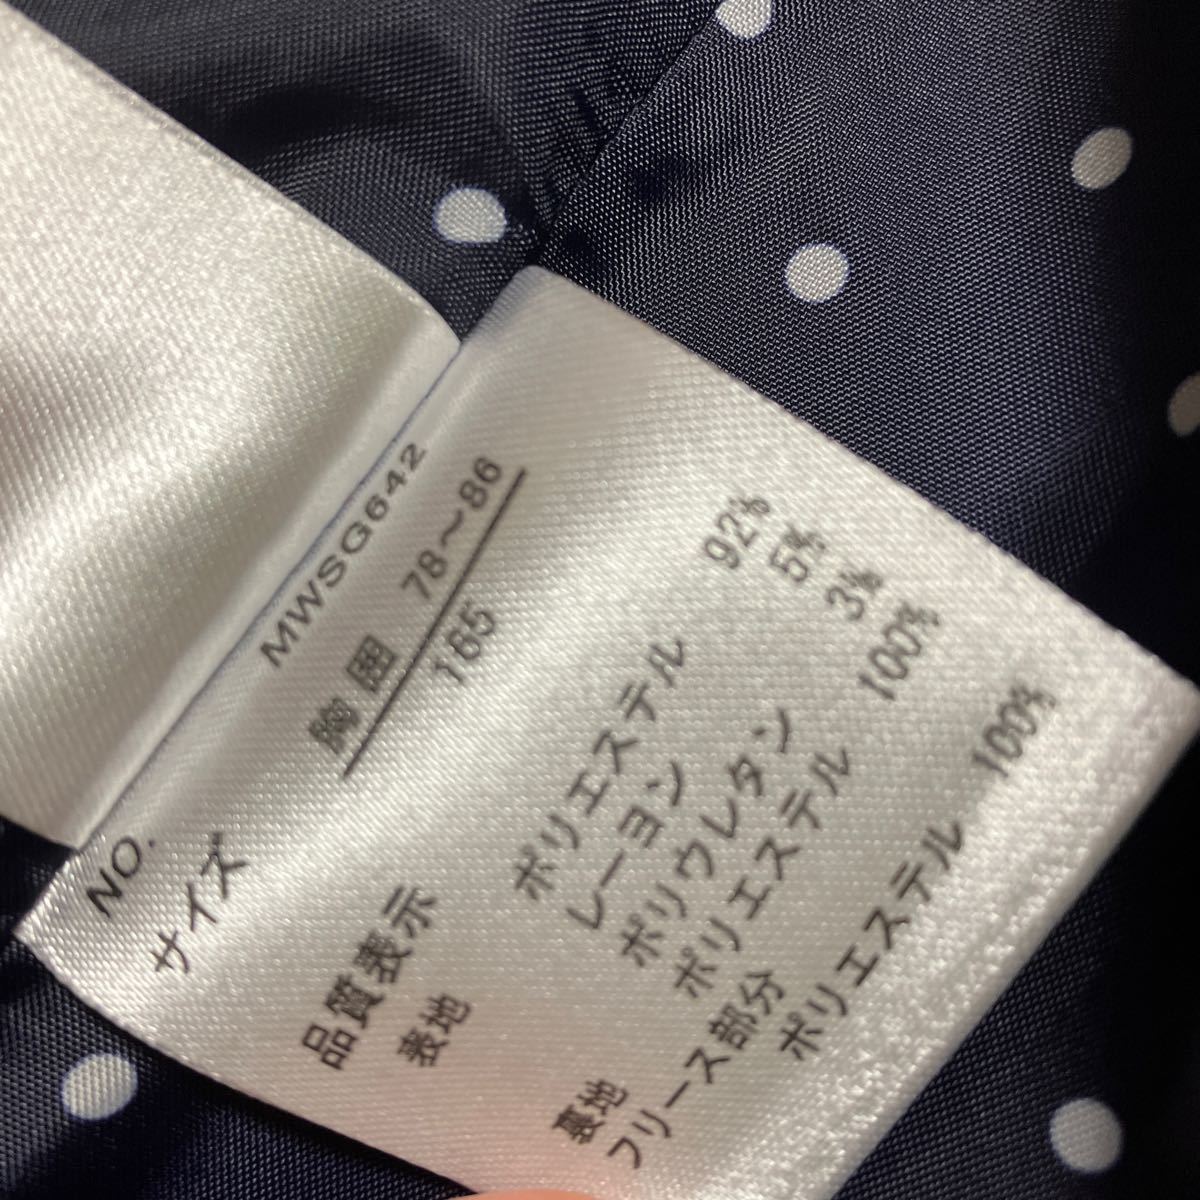 NO. MWSG642
サイズ 胸囲 78～86
165
品質表示
表地 ポリエステル 92%
レーヨン 5%
ポリウレタン 3%
裏地 ポリエステル 100%
フリース部分
ポリエステル 100%